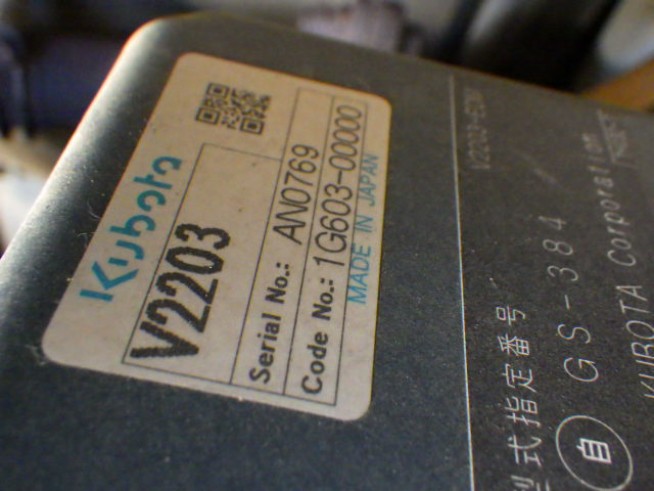 Kubota
V2203
Serial No.: AN0769
Code No.: 1G603-00000
MADE IN JAPAN
型式指定番号
自 GS-384
KUBOTA Corporation